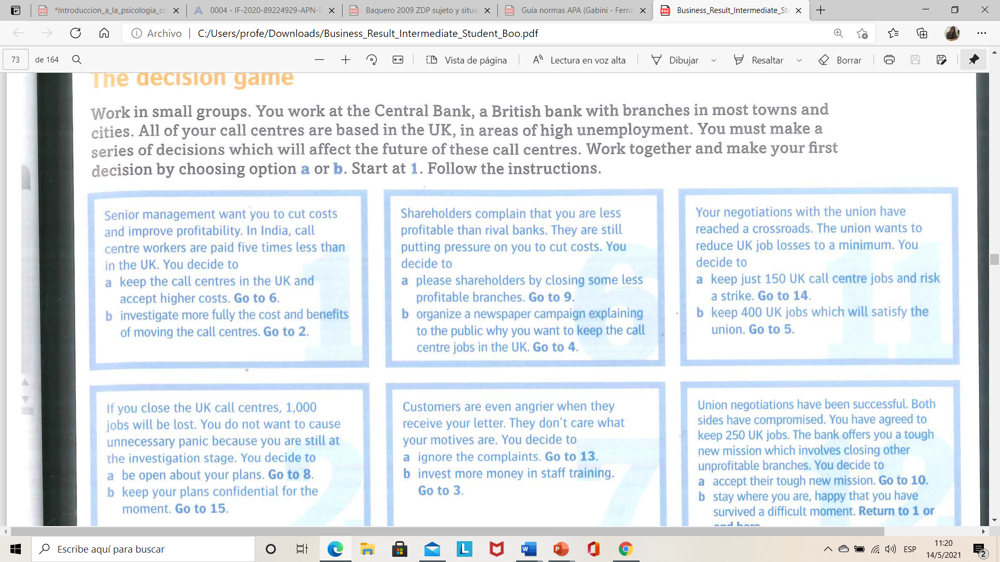 *Introduccion_a_la_psicologia_co
0004 - IF-2020-89224929-APN-D
Baquero 2009 ZDP sujeto y situa
Guía normas APA (Gabini - Ferna
Business_Result_Intermediate_Stu
Archivo
C:/Users/profe/Downloads/Business_Result_Intermediate_Student_Boo.pdf
73 de 164
Vista de página
Lectura en voz alta
Dibujar
Resaltar
Borrar
The decision game
Work in small groups. You work at the Central Bank, a British bank with branches in most towns and
cities. All of your call centres are based in the UK, in areas of high unemployment. You must make a
series of decisions which will affect the future of these call centres. Work together and make your first
decision by choosing option a or b. Start at 1. Follow the instructions.
1
Senior management want you to cut costs
and improve profitability. In India, call
centre workers are paid five times less than
in the UK. You decide to
a keep the call centres in the UK and
accept higher costs. Go to 6.
b investigate more fully the cost and benefits
of moving the call centres. Go to 2.
6
Shareholders complain that you are less
profitable than rival banks. They are still
putting pressure on you to cut costs. You
decide to
a please shareholders by closing some less
profitable branches. Go to 9.
b organize a newspaper campaign explaining
to the public why you want to keep the call
centre jobs in the UK. Go to 4.
11
Your negotiations with the union have
reached a crossroads. The union wants to
reduce UK job losses to a minimum. You
decide to
a keep just 150 UK call centre jobs and risk
a strike. Go to 14.
b keep 400 UK jobs which will satisfy the
union. Go to 5.
2
If you close the UK call centres, 1,000
jobs will be lost. You do not want to cause
unnecessary panic because you are still at
the investigation stage. You decide to
a be open about your plans. Go to 8.
b keep your plans confidential for the
moment. Go to 15.
7
Customers are even angrier when they
receive your letter. They don't care what
your motives are. You decide to
a ignore the complaints. Go to 13.
b invest more money in staff training.
Go to 3.
12
Union negotiations have been successful. Both
sides have compromised. You have agreed to
keep 250 UK jobs. The bank offers you a tough
new mission which involves closing other
unprofitable branches. You decide to
a accept their tough new mission. Go to 10.
b stay where you are, happy that you have
survived a difficult moment. Return to 1 or
end here.
Escribe aquí para buscar
ESP
11:20
14/5/2021
2